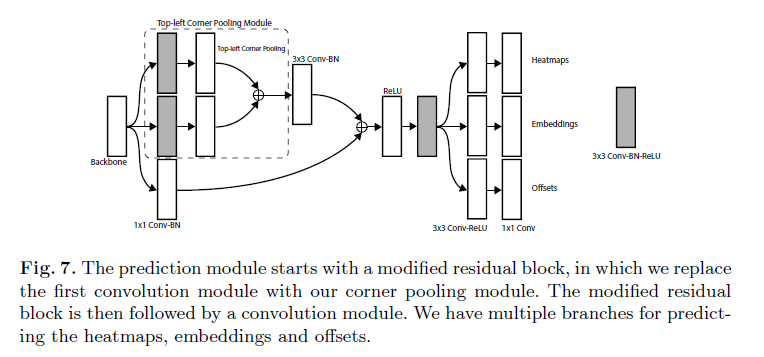 Top-left Corner Pooling Module
Top-left Corner Pooling
3x3 Conv-BN
ReLU
Heatmaps
Embeddings
3x3 Conv-BN-ReLU
Backbone
Offsets
1x1 Conv-BN
3x3 Conv-ReLU
1x1 Conv
Fig. 7. The prediction module starts with a modified residual block, in which we replace
the first convolution module with our corner pooling module. The modified residual
block is then followed by a convolution module. We have multiple branches for predict-
ing the heatmaps, embeddings and offsets.